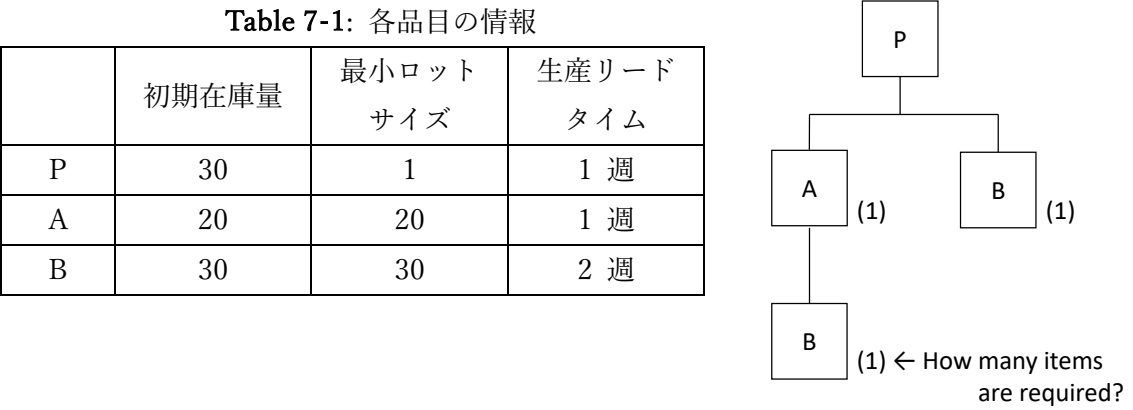 Table 7-1: 各品目の情報
初期在庫量
最小ロット
サイズ
生産リード
タイム
P 30 1 1 週
A 20 20 1 週
B 30 30 2 週
P
A
(1)
B
(1)
B
(1) ← How many items
are required?